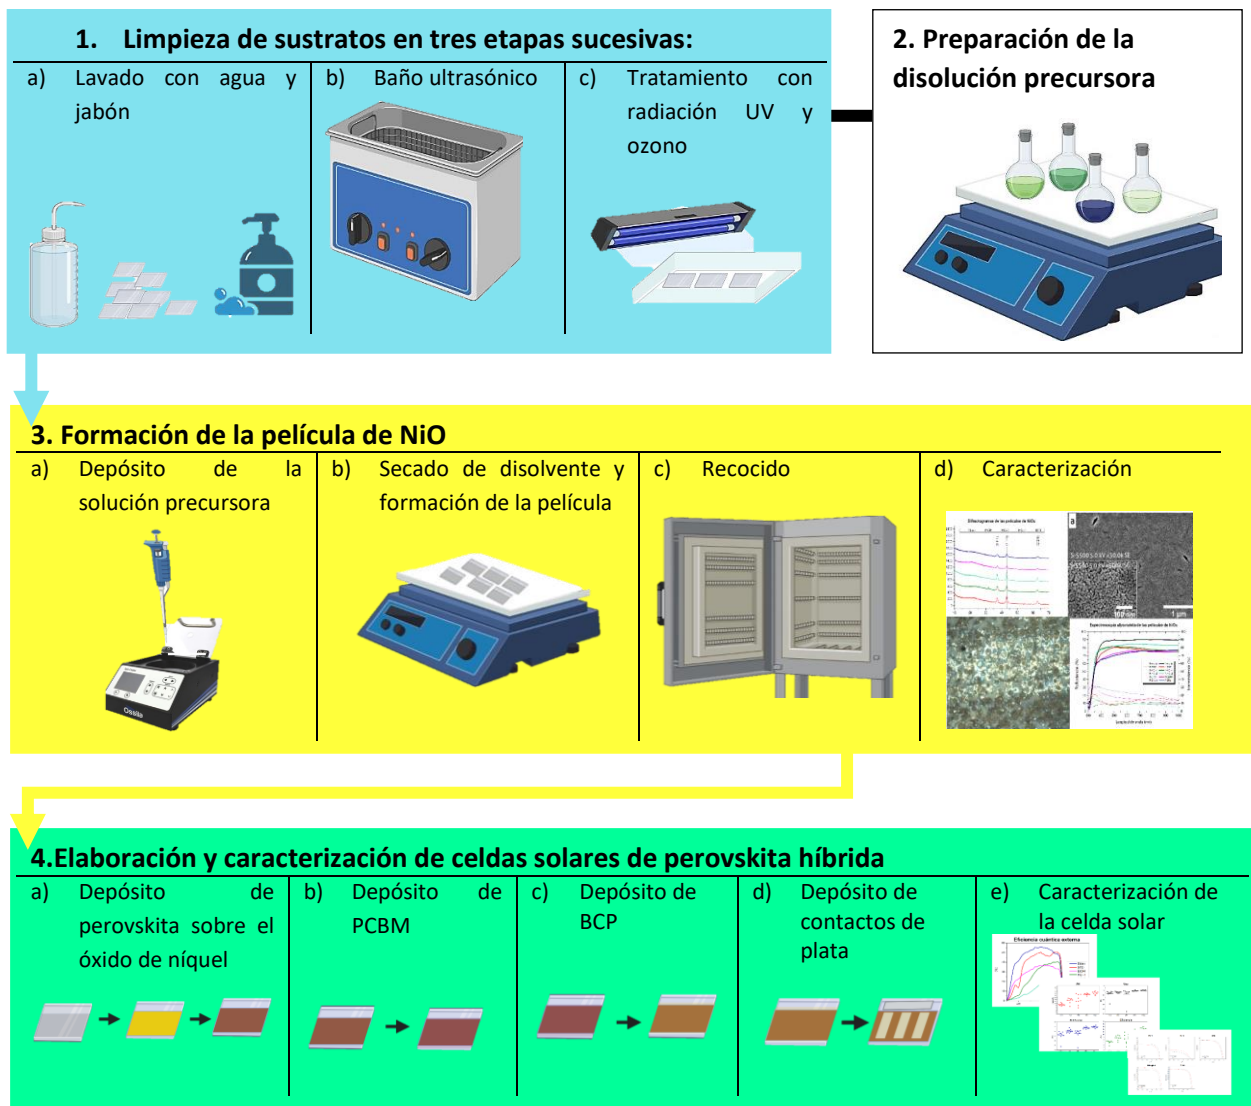 1. Limpieza de sustratos en tres etapas sucesivas:
a) Lavado con agua y
jabón
b) Baño ultrasónico
c) Tratamiento con
radiación UV y
ozono
2. Preparación de la
disolución precursora
3. Formación de la película de NiO
a) Depósito de la
solución precursora
Ossila
b) Secado de disolvente y
formación de la película
c) Recocido
d) Caracterización
a
1 μm
4.Elaboración y caracterización de celdas solares de perovskita híbrida
a) Depósito de
perovskita sobre el
óxido de níquel
b) Depósito de
PCBM
c) Depósito de
BCP
d) Depósito de
contactos de
plata
e) Caracterización de
la celda solar
Eficiencia cuántica externa